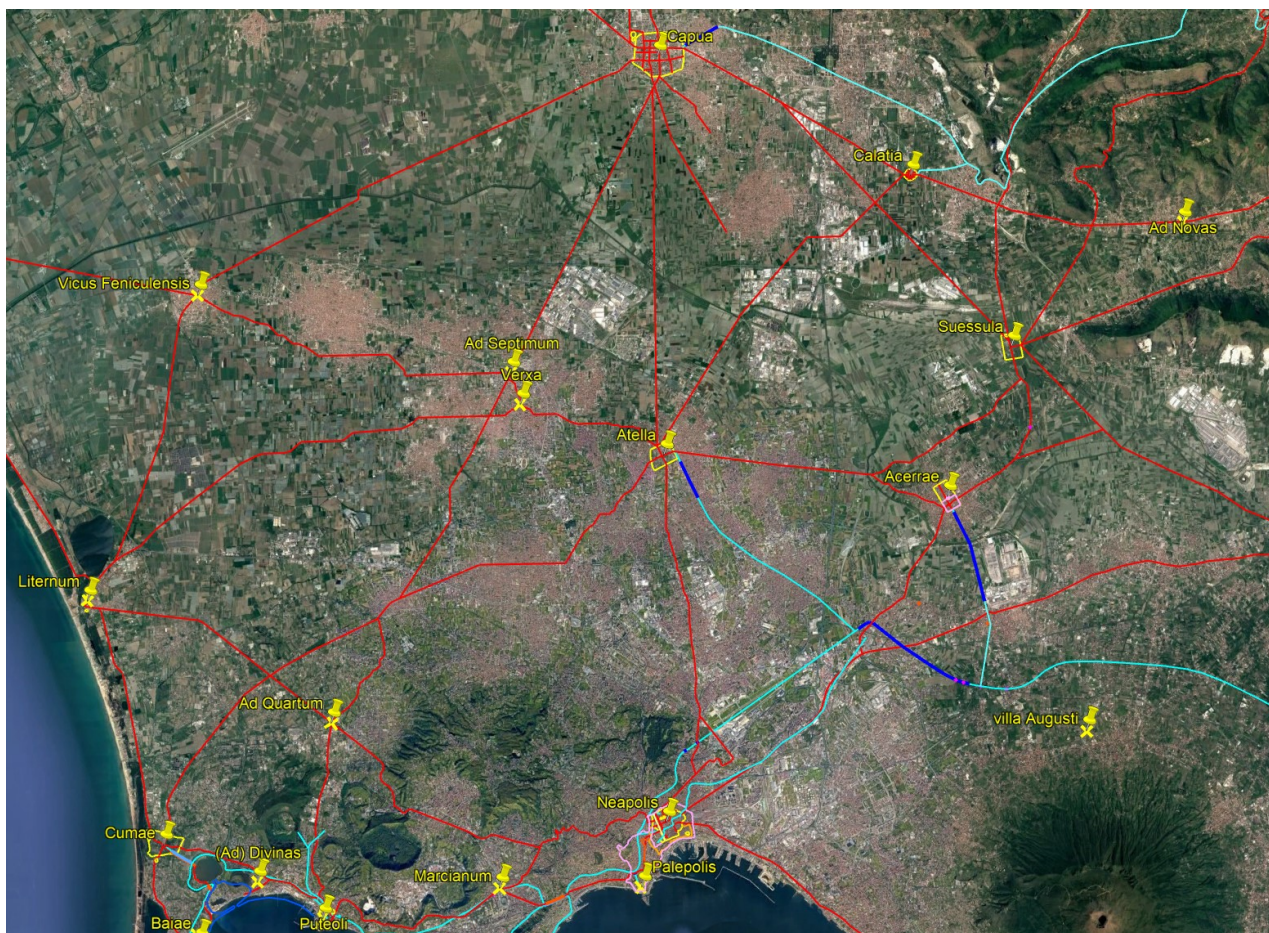 Capua
Calatia
Ad Novas
Vicus Feniculensis
Suessula
Ad Septimum
Verxa
Atella
Acerrae
Liternum
Ad Quartum
villa Augusti
Neapolis
Cumae
(Ad) Divinas
Marcianum
Palepolis
Baiae
Puteoli